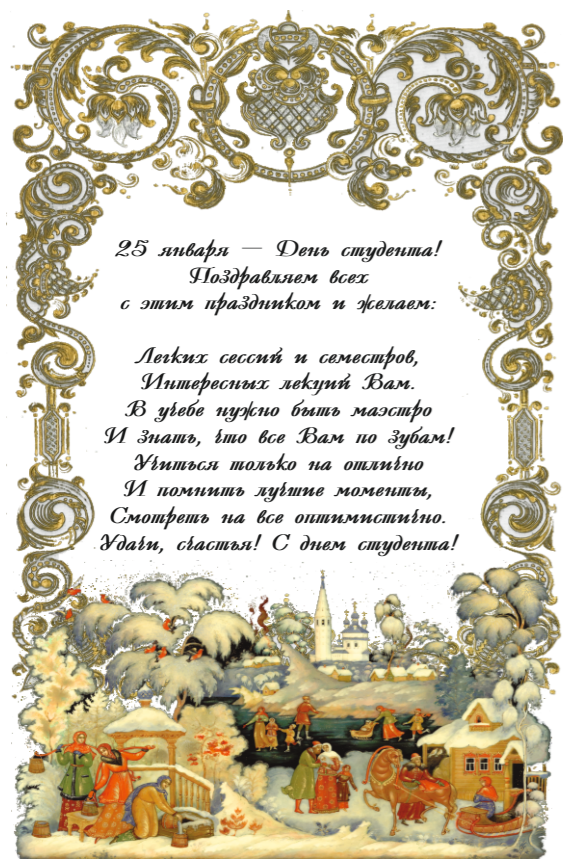 25 января — День студента!
Поздравляем всех
с этим праздником и желаем:
Легких сессий и семестров,
Интересных лекций Вам.
В учебе нужно быть маэстро
И знать, что все Вам по зубам!
Учиться только на отлично
И помнить лучшие моменты,
Смотреть на все оптимистично.
Удачи, счастья! С днем студента!